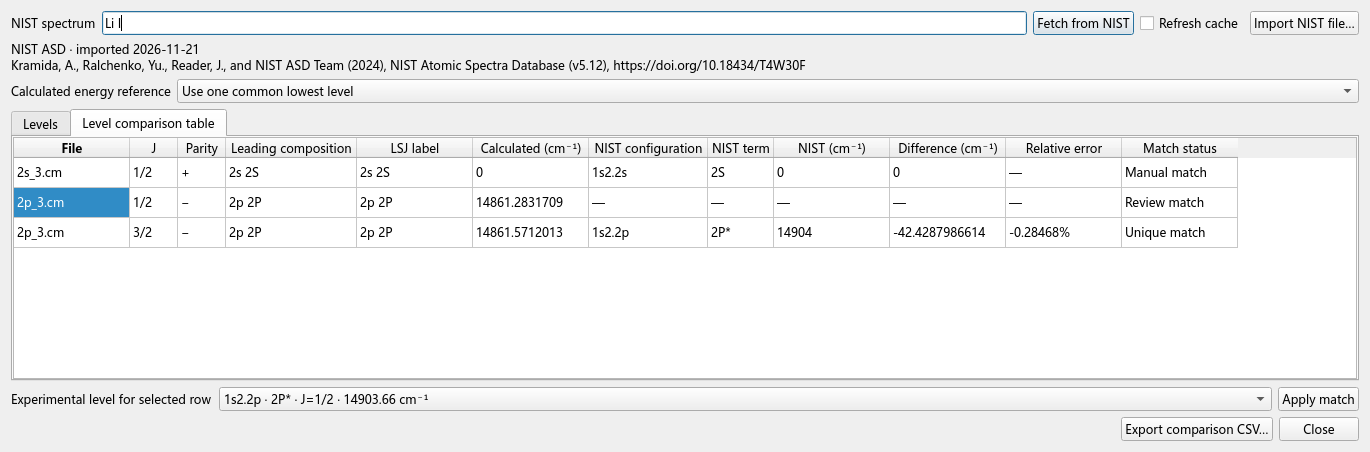 NIST spectrum Li I Fetch from NIST Refresh cache Import NIST file...
NIST ASD · imported 2026-11-21
Kramida, A., Ralchenko, Yu., Reader, J., and NIST ASD Team (2024), NIST Atomic Spectra Database (v5.12), https://doi.org/10.18434/T4W30F
Calculated energy reference Use one common lowest level
Levels Level comparison table
File J Parity Leading composition LSJ label Calculated (cm⁻¹) NIST configuration NIST term NIST (cm⁻¹) Difference (cm⁻¹) Relative error Match status
2s_3.cm 1/2 + 2s 2S 2s 2S 0 1s2.2s 2S 0 0 — Manual match
2p_3.cm 1/2 − 2p 2P 2p 2P 14861.2831709 — — — — — Review match
2p_3.cm 3/2 − 2p 2P 2p 2P 14861.5712013 1s2.2p 2P* 14904 -42.4287986614 -0.28468% Unique match
Experimental level for selected row 1s2.2p · 2P* · J=1/2 · 14903.66 cm⁻¹ Apply match
Export comparison CSV... Close